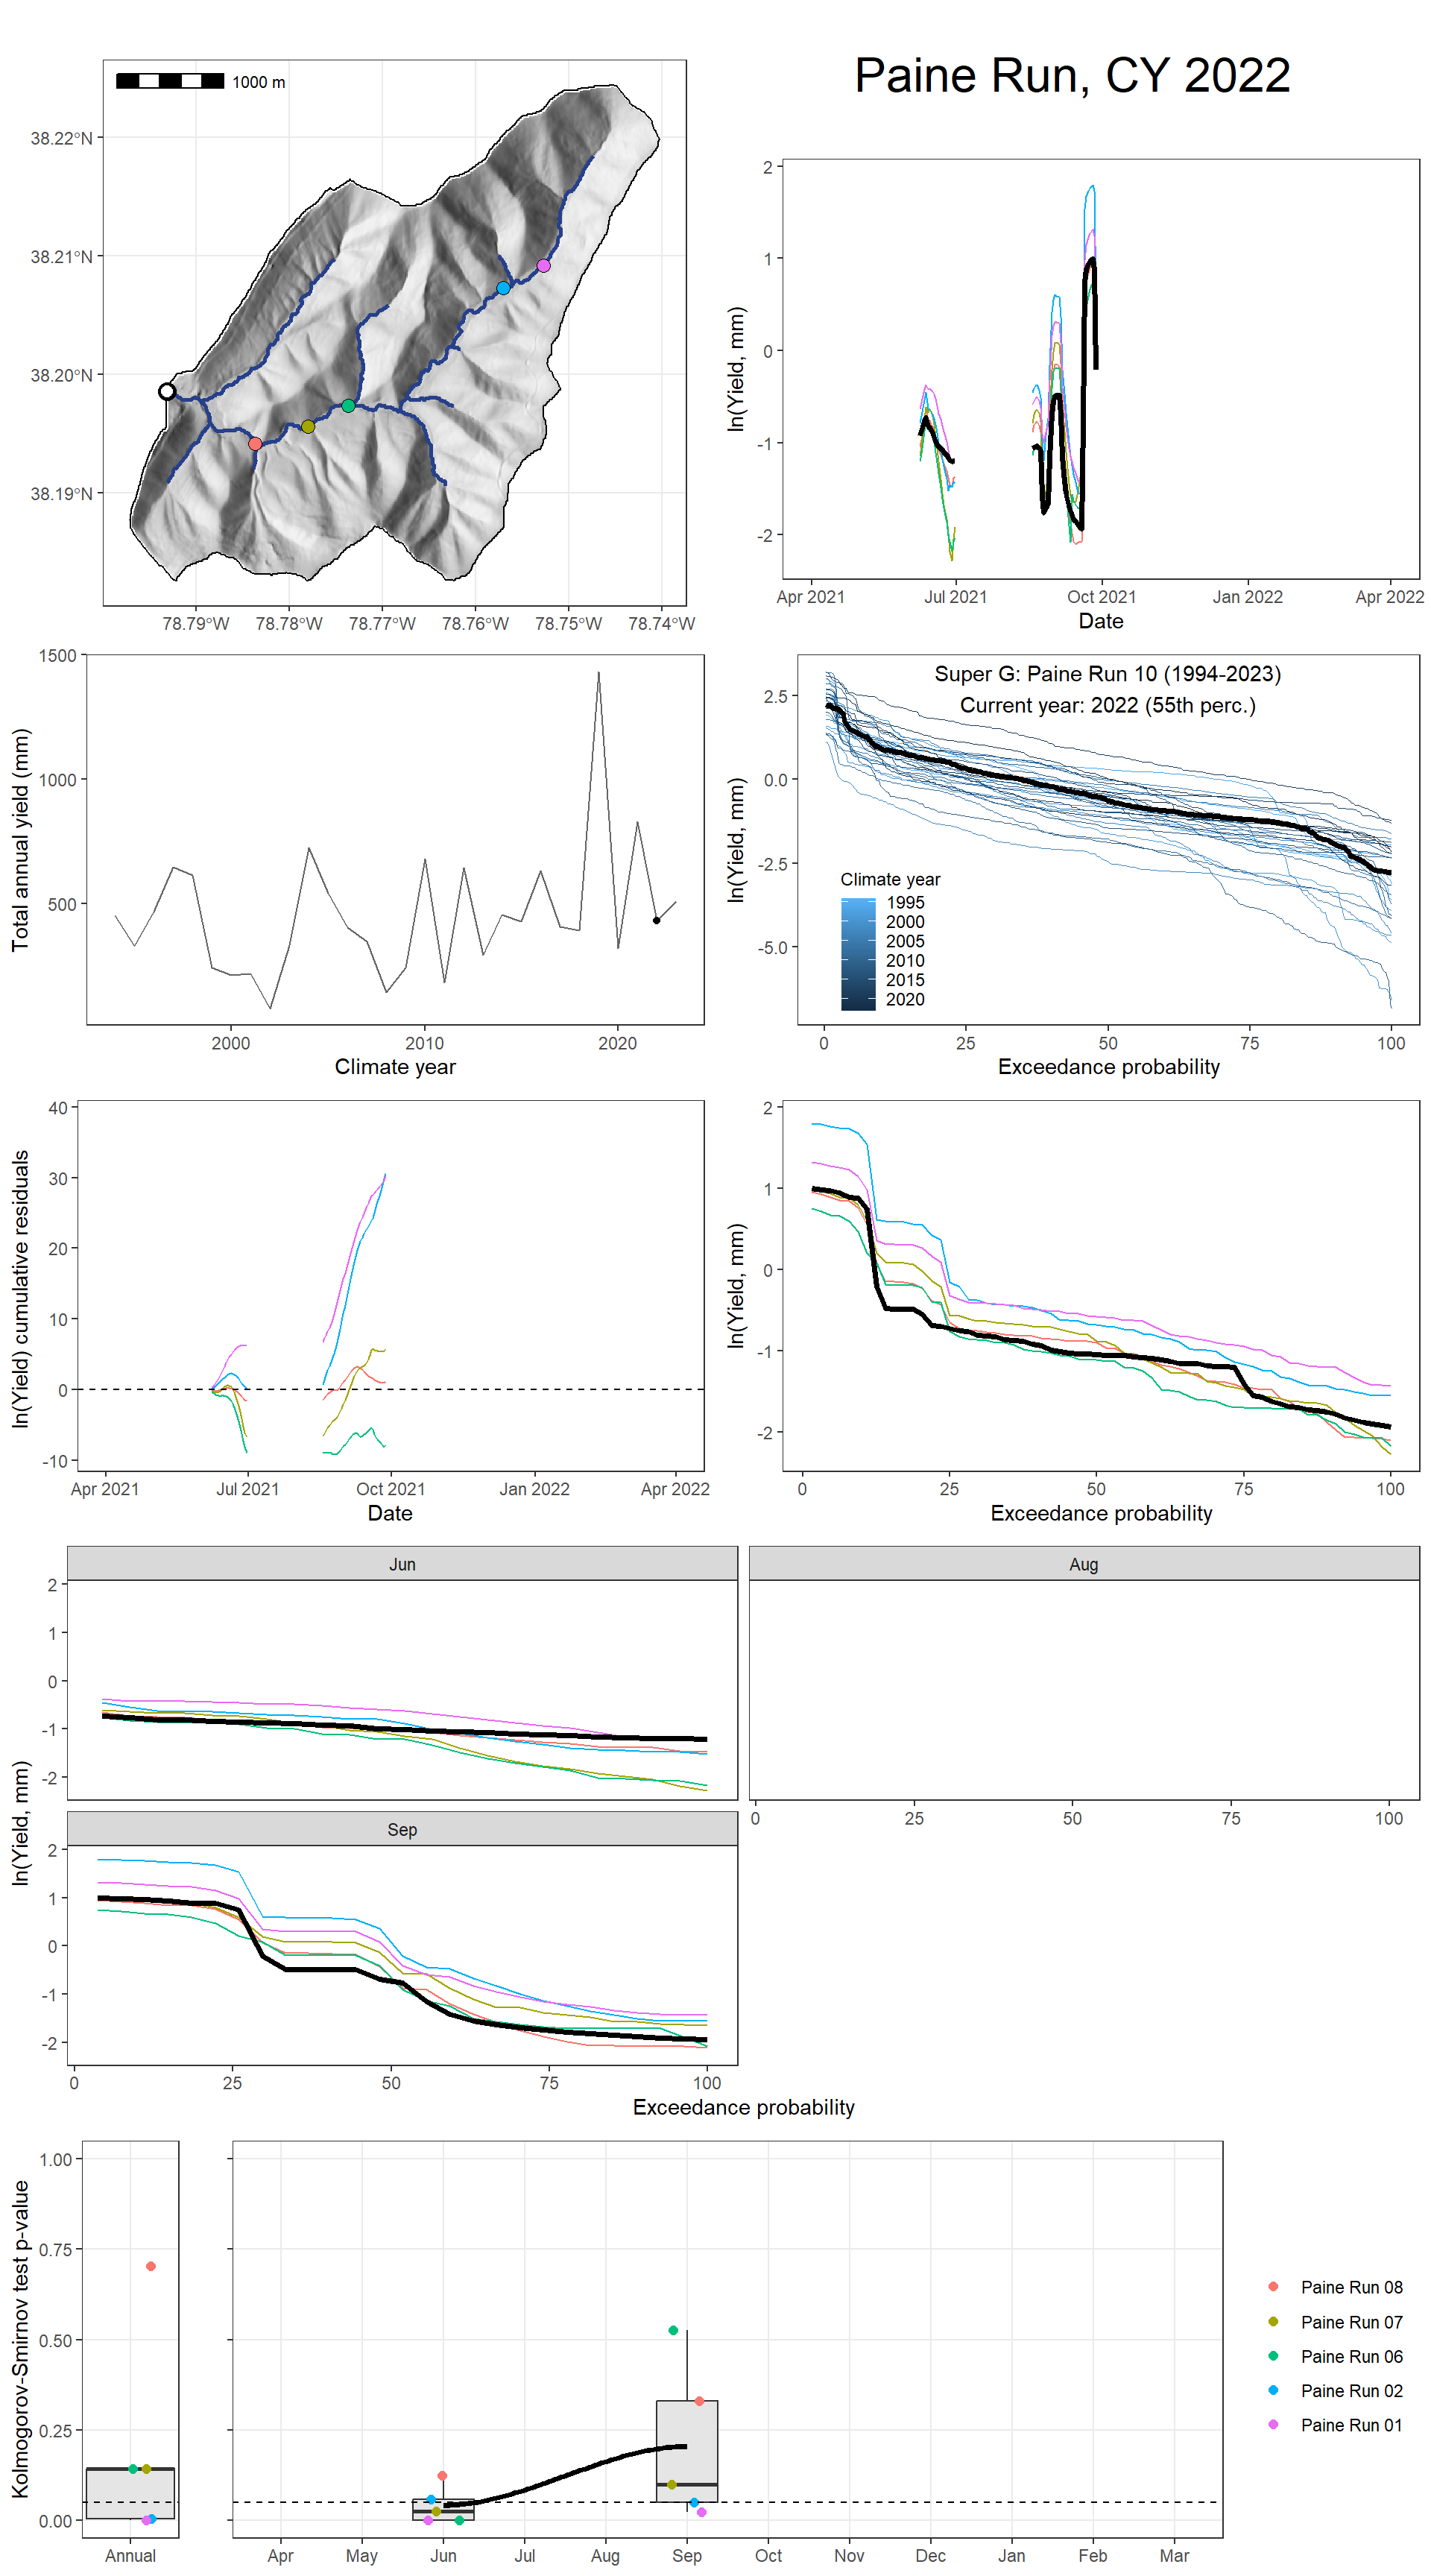 Paine Run, CY 2022
1000 m
38.22°N
38.21°N
38.20°N
38.19°N
78.79°W 78.78°W 78.77°W 78.76°W 78.75°W 78.74°W
ln(Yield, mm)
2
1
0
-1
-2
Apr 2021 Jul 2021 Oct 2021 Jan 2022 Apr 2022
Date
Total annual yield (mm)
1500
1000
500
2000 2010 2020
Climate year
ln(Yield, mm)
Super G: Paine Run 10 (1994-2023)
Current year: 2022 (55th perc.)
2.5
0.0
-2.5
-5.0
Climate year
1995
2000
2005
2010
2015
2020
0 25 50 75 100
Exceedance probability
ln(Yield) cumulative residuals
40
30
20
10
0
-10
Apr 2021 Jul 2021 Oct 2021 Jan 2022 Apr 2022
Date
ln(Yield, mm)
2
1
0
-1
-2
0 25 50 75 100
Exceedance probability
Jun
Aug
ln(Yield, mm)
2
1
0
-1
-2
0 25 50 75 100
Sep
2
1
0
-1
-2
0 25 50 75 100
Exceedance probability
Kolmogorov-Smirnov test p-value
1.00
0.75
0.50
0.25
0.00
Annual
Apr May Jun Jul Aug Sep Oct Nov Dec Jan Feb Mar
Paine Run 08
Paine Run 07
Paine Run 06
Paine Run 02
Paine Run 01